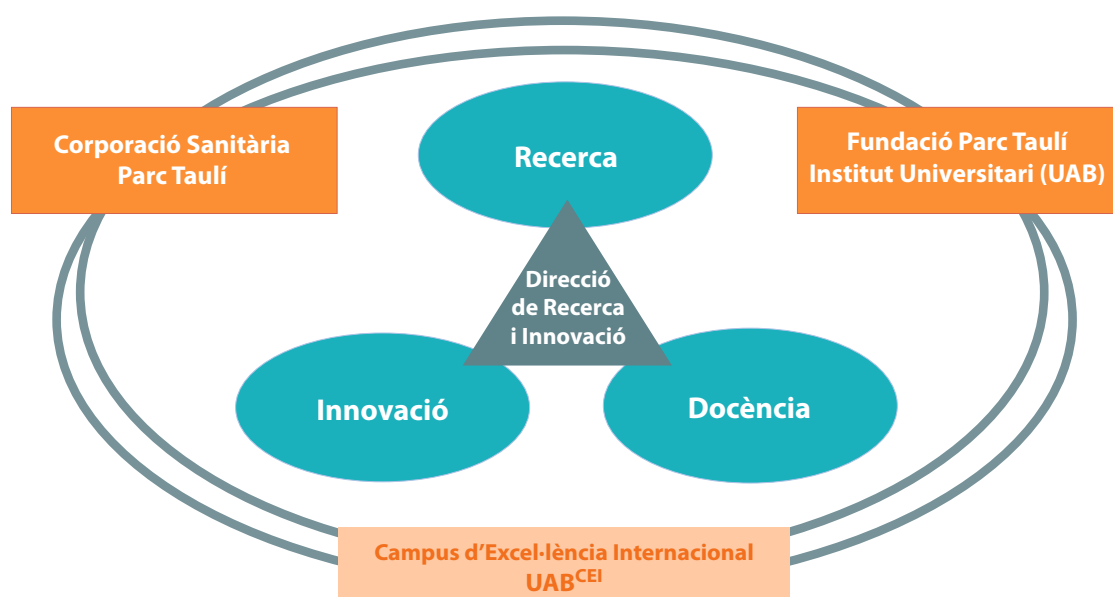 Corporació Sanitària
Parc Taulí
Recerca
Fundació Parc Taulí
Institut Universitari (UAB)
Direcció
de Recerca
i Innovació
Innovació
Docència
Campus d’Excel·lència Internacional
UABCEI